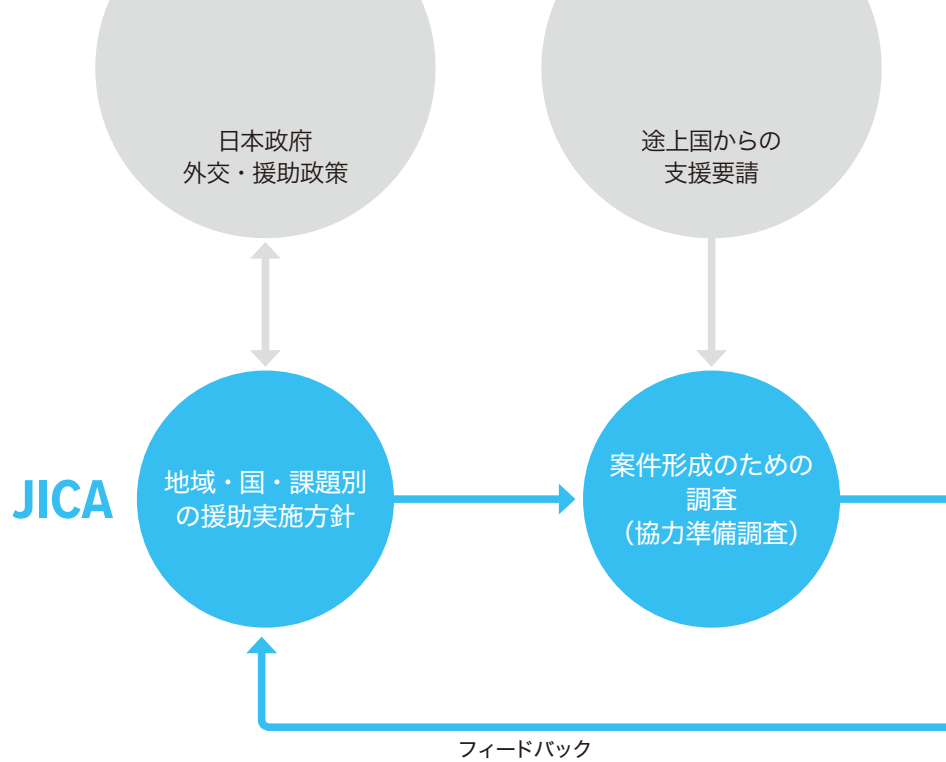 日本政府
外交・援助政策
途上国からの
支援要請
JICA
地域・国・課題別
の援助実施方針
案件形成のための
調査
（協力準備調査）
フィードバック